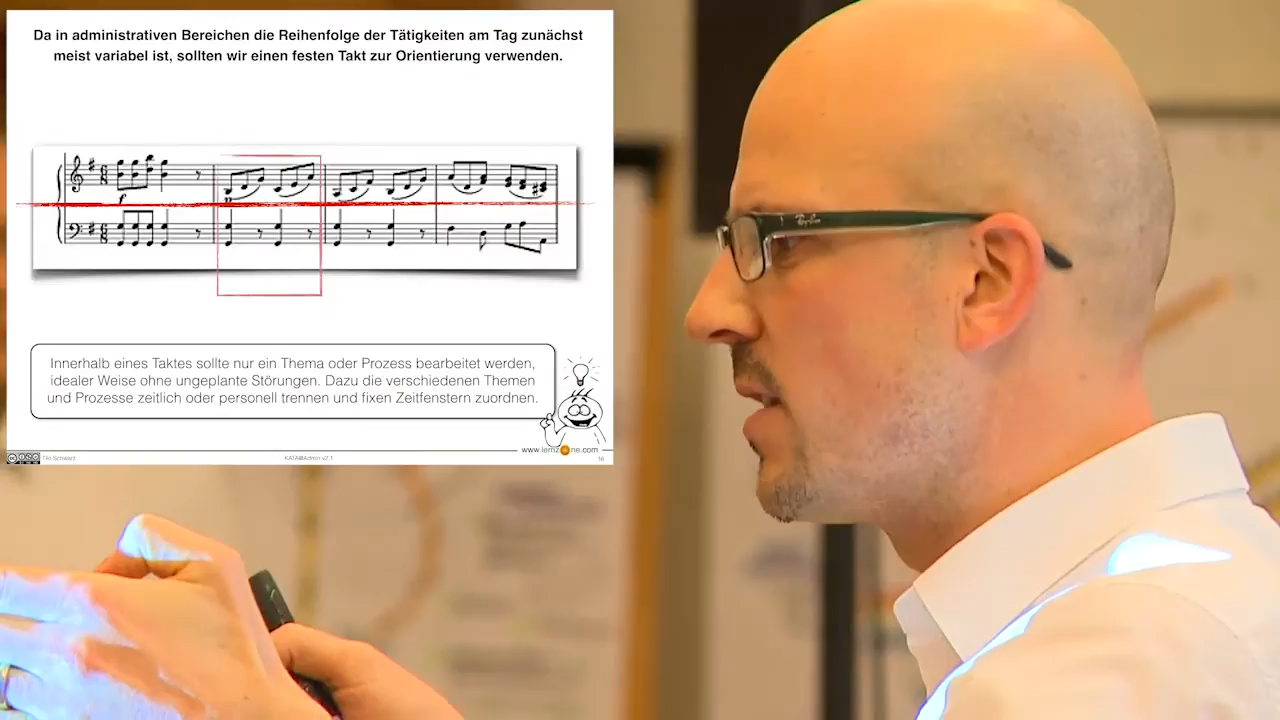 Da in administrativen Bereichen die Reihenfolge der Tätigkeiten am Tag zunächst
meist variabel ist, sollten wir einen festen Takt zur Orientierung verwenden.
Innerhalb eines Taktes sollte nur ein Thema oder Prozess bearbeitet werden,
idealer Weise ohne ungeplante Störungen. Dazu die verschiedenen Themen
und Prozesse zeitlich oder personell trennen und fixen Zeitfenstern zuordnen.
www.lernzone.com
Tilo Schwarz
KATA@Admin v2.1
16
Ray-Ban